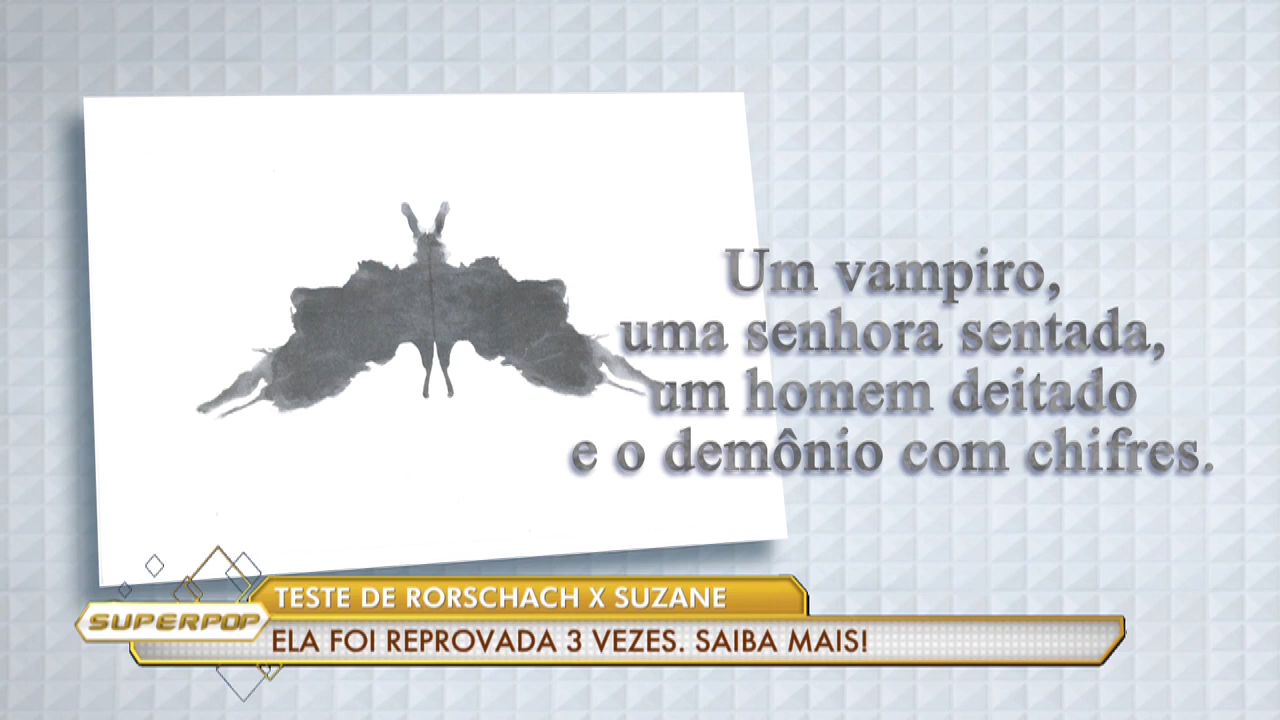 Um vampiro,
uma senhora sentada,
um homem deitado
e o demônio com chifres.
TESTE DE RORSCHACH X SUZANE
SUPERPOP
ELA FOI REPROVADA 3 VEZES. SAIBA MAIS!